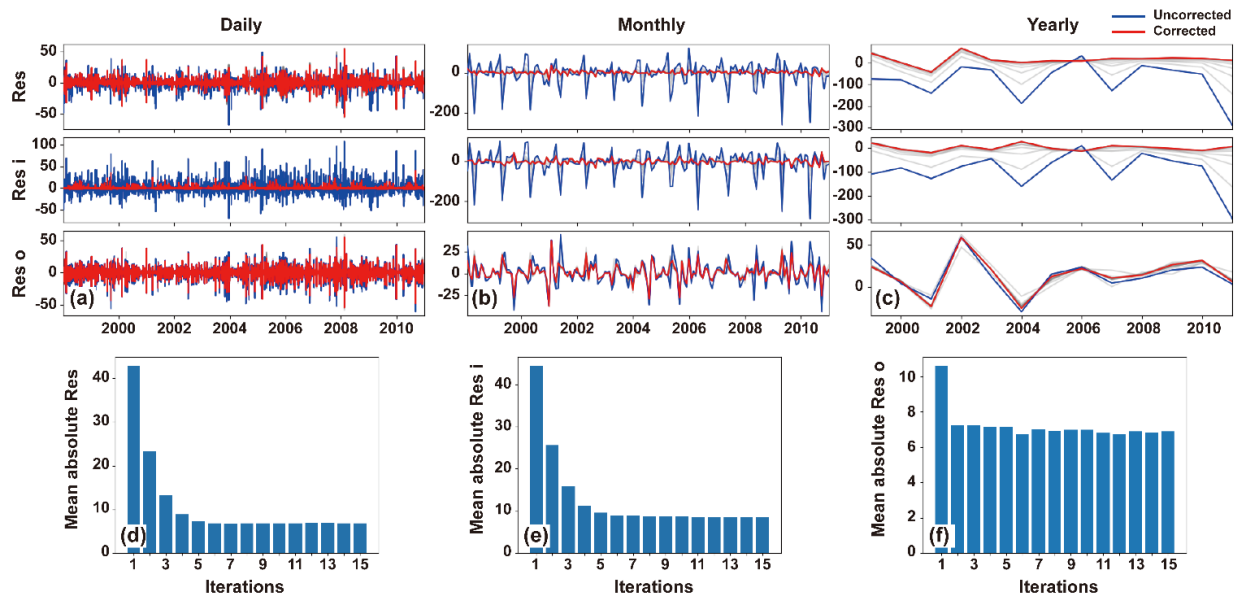 Daily Monthly Yearly
Uncorrected
Corrected
Res
50
0
-50
0
-200
0
-100
-200
-300
Res i
100
50
0
-50
0
-200
0
-100
-200
-300
Res o
50
25
0
-25
-50
25
0
-25
50
0
(a) (b) (c)
2000 2002 2004 2006 2008 2010
2000 2002 2004 2006 2008 2010
2000 2002 2004 2006 2008 2010
Mean absolute Res
40
30
20
10
0
(d)
1 3 5 7 9 11 13 15
Iterations
Mean absolute Res i
40
30
20
10
0
(e)
1 3 5 7 9 11 13 15
Iterations
Mean absolute Res o
10
8
6
4
2
0
(f)
1 3 5 7 9 11 13 15
Iterations